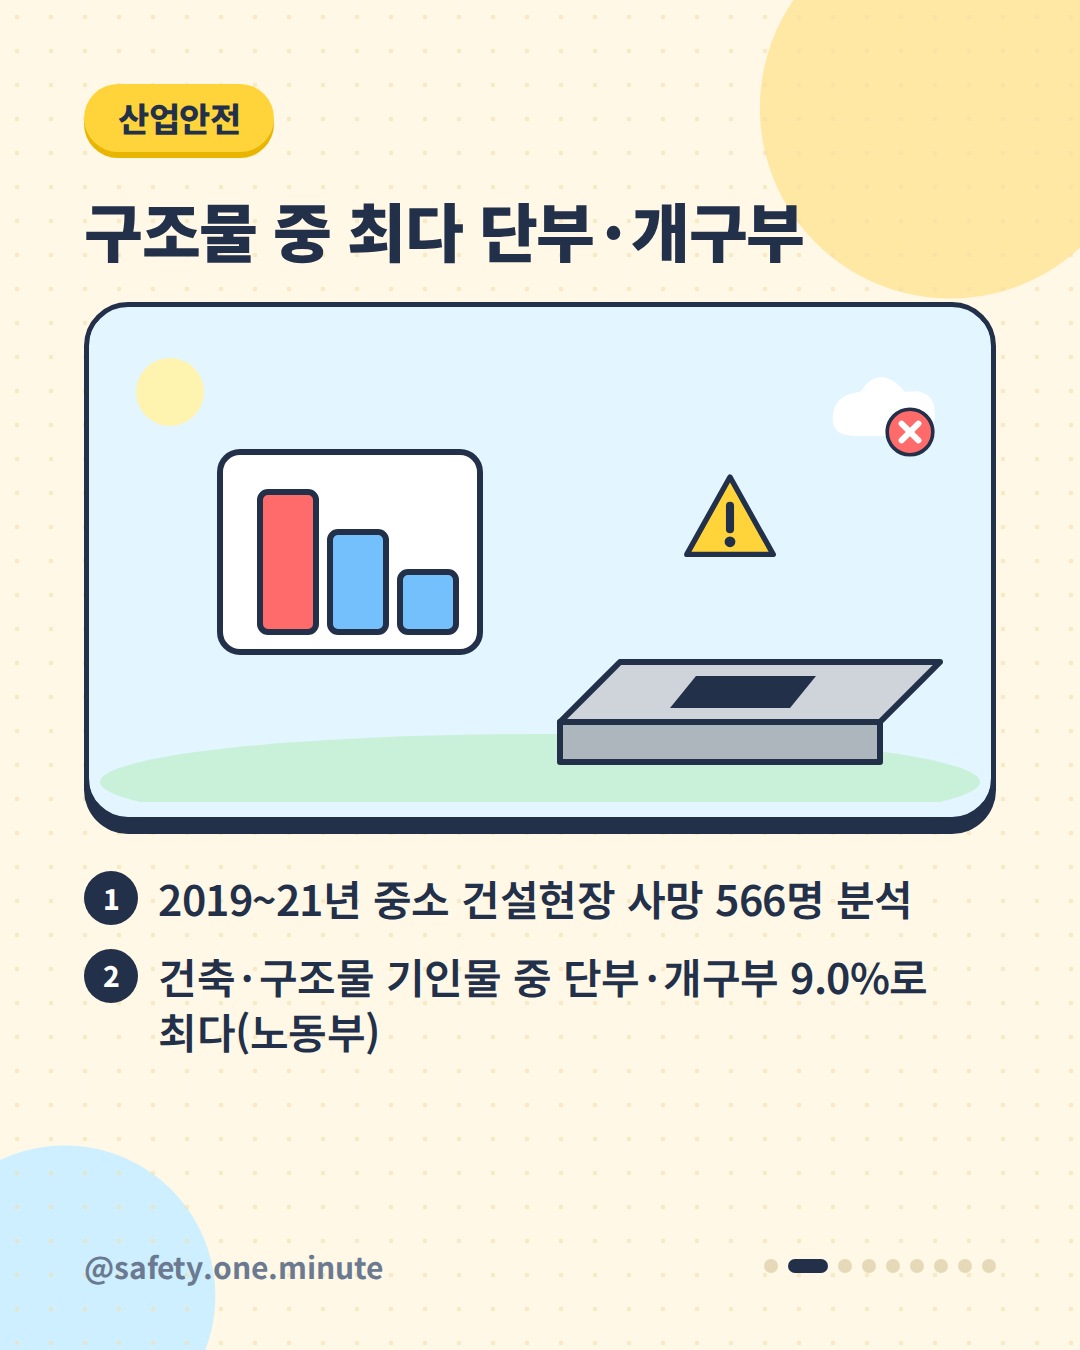 산업안전
구조물 중 최다 단부·개구부
1 2019~21년 중소 건설현장 사망 566명 분석
2 건축·구조물 기인물 중 단부·개구부 9.0%로
최다(노동부)
@safety.one.minute